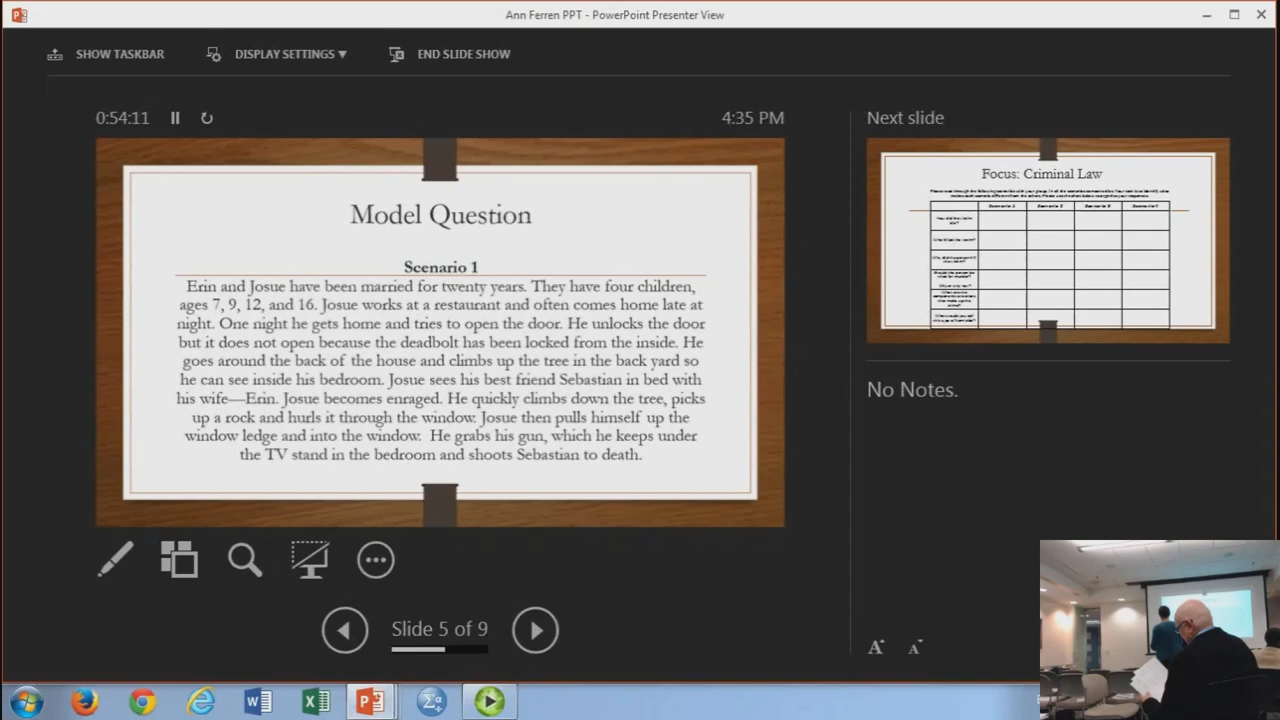 Ann Ferren PPT - PowerPoint Presenter View
SHOW TASKBAR
DISPLAY SETTINGS
END SLIDE SHOW
0:54:11
4:35 PM
Model Question
Scenario 1
Erin and Josue have been married for twenty years. They have four children,
ages 7, 9, 12, and 16. Josue works at a restaurant and often comes home late at
night. One night he gets home and tries to open the door. He unlocks the door
but it does not open because the deadbolt has been locked from the inside. He
goes around the back of the house and climbs up the tree in the back yard so
he can see inside his bedroom. Josue sees his best friend Sebastian in bed with
his wife—Erin. Josue becomes enraged. He quickly climbs down the tree, picks
up a rock and hurls it through the window. Josue then pulls himself up the
window ledge and into the window. He grabs his gun, which he keeps under
the TV stand in the bedroom and shoots Sebastian to death.
Slide 5 of 9
Next slide
Focus: Criminal Law
Scenario 1
No Notes.
A
A